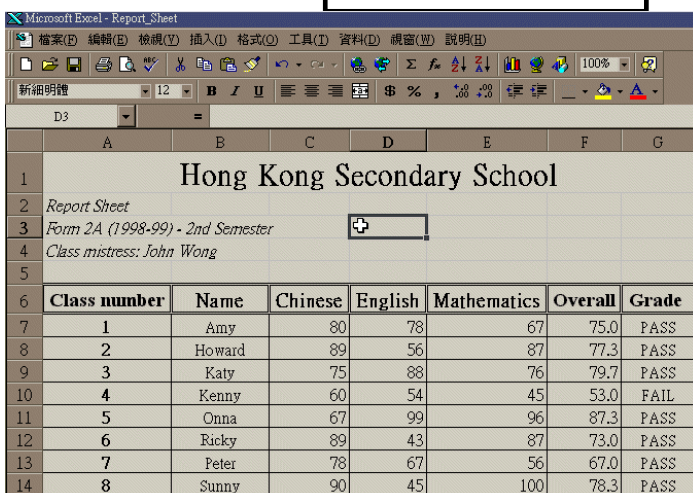 Microsoft Excel - Report_Sheet
檔案(F) 編輯(E) 檢視(V) 插入(I) 格式(O) 工具(T) 資料(D) 視窗(W) 說明(H)
Σ fx 100%
新細明體 12 B I U $ % ,
D3 =
A B C D E F G
1 Hong Kong Secondary School
2 Report Sheet
3 Form 2A (1998-99) - 2nd Semester
4 Class mistress: John Wong
5
6 Class number Name Chinese English Mathematics Overall Grade
7 1 Amy 80 78 67 75.0 PASS
8 2 Howard 89 56 87 77.3 PASS
9 3 Katy 75 88 76 79.7 PASS
10 4 Kenny 60 54 45 53.0 FAIL
11 5 Onna 67 99 96 87.3 PASS
12 6 Ricky 89 43 87 73.0 PASS
13 7 Peter 78 67 56 67.0 PASS
14 8 Sunny 90 45 100 78.3 PASS